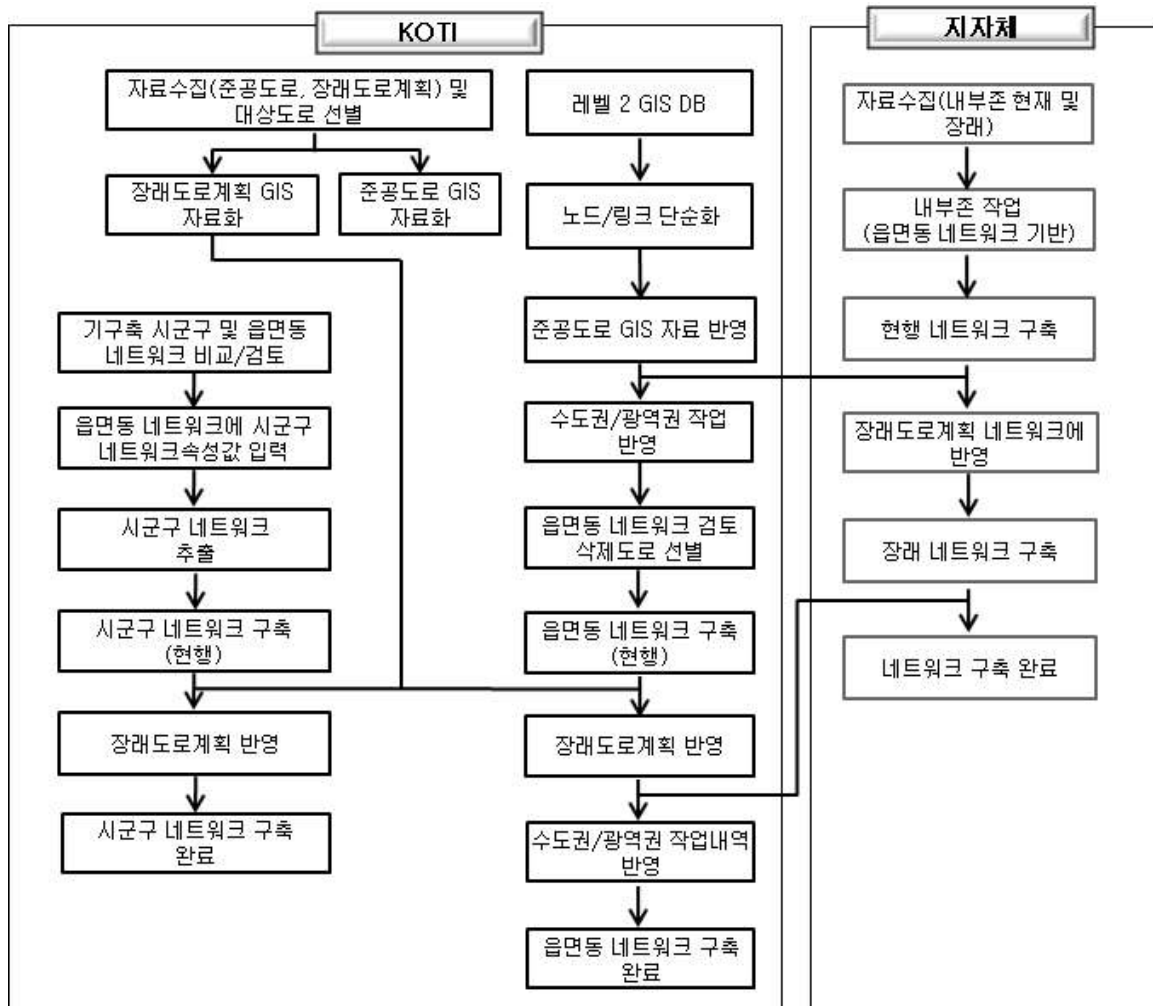 KOTI
자료수집(준공도로, 장래도로계획) 및
대상도로 선별
장래도로계획 GIS
자료화
준공도로 GIS
자료화
기구축 시군구 및 읍면동
네트워크 비교/검토
읍면동 네트워크에 시군구
네트워크속성값 입력
시군구 네트워크
추출
시군구 네트워크 구축
(현행)
장래도로계획 반영
시군구 네트워크 구축
완료
레벨 2 GIS DB
노드/링크 단순화
준공도로 GIS 자료 반영
수도권/광역권 작업
반영
읍면동 네트워크 검토
삭제도로 선별
읍면동 네트워크 구축
(현행)
장래도로계획 반영
수도권/광역권 작업내역
반영
읍면동 네트워크 구축
완료
지자체
자료수집(내부존 현재 및
장래)
내부존 작업
(읍면동 네트워크 기반)
현행 네트워크 구축
장래도로계획 네트워크에
반영
장래 네트워크 구축
네트워크 구축 완료